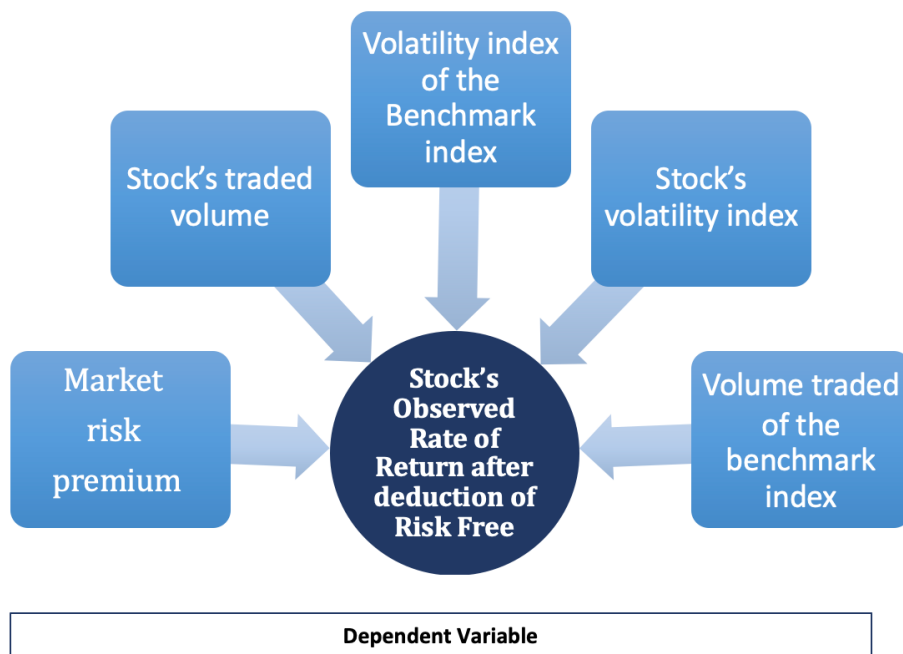 Volatility index
of the
Benchmark
index
Stock's traded
volume
Stock's
volatility index
Market
risk
premium
Stock's
Observed
Rate of
Return after
deduction of
Risk Free
Volume traded
of the
benchmark
index
Dependent Variable